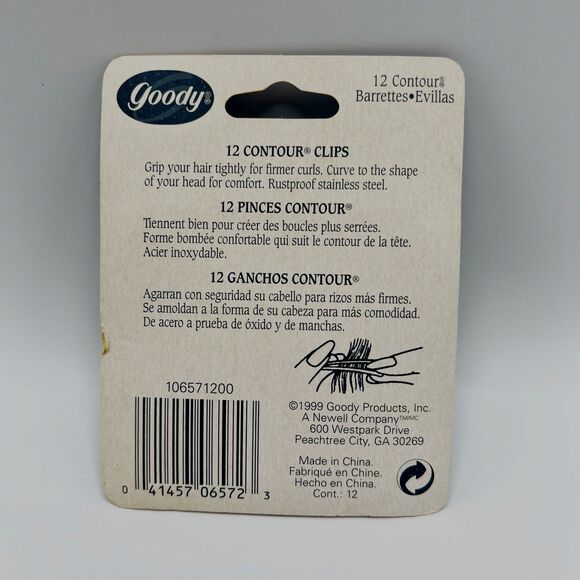 goody®
12 Contour®
Barrettes•Evillas
12 CONTOUR® CLIPS
Grip your hair tightly for firmer curls. Curve to the shape
of your head for comfort. Rustproof stainless steel.
12 PINCES CONTOUR®
Tiennent bien pour créer des boucles plus serrées.
Forme bombée confortable qui suit le contour de la tête.
Acier inoxydable.
12 GANCHOS CONTOUR®
Agarran con seguridad su cabello para rizos más firmes.
Se amoldan a la forma de su cabeza para más comodidad.
De acero a prueba de óxido y de manchas.
106571200
0 41457 06572 3
©1999 Goody Products, Inc.
A Newell Company™/MC
600 Westpark Drive
Peachtree City, GA 30269
Made in China.
Fabriqué en Chine.
Hecho en China.
Cont.: 12